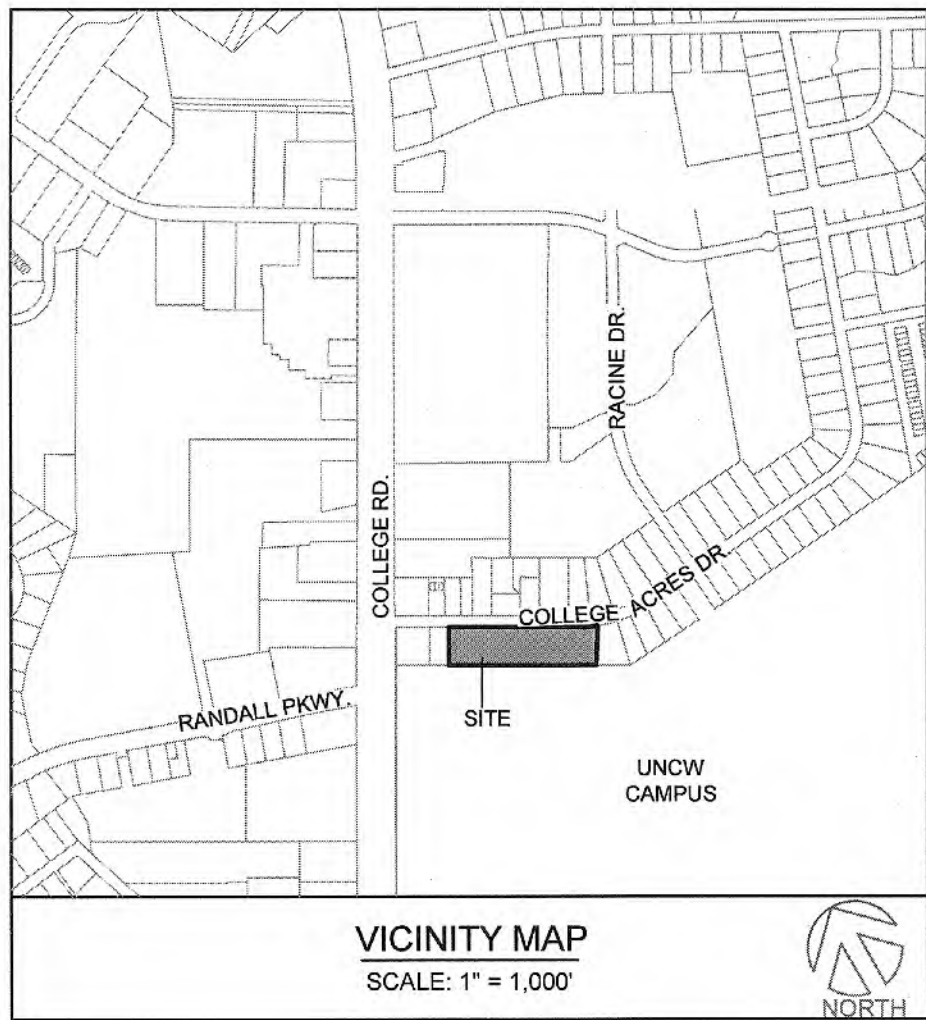 RACINE DR.
COLLEGE RD.
COLLEGE ACRES DR.
RANDALL PKWY.
SITE
UNCW
CAMPUS
VICINITY MAP
SCALE: 1" = 1,000'
NORTH